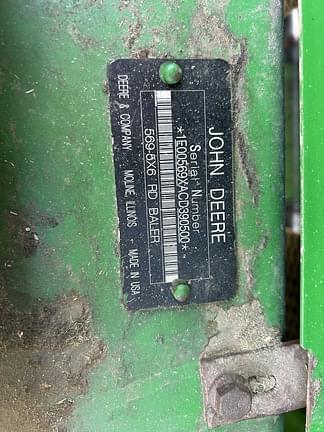 JOHN DEERE
Serial Number
*1E00569XACD390500*
569-5X6 RD BALER
DEERE & COMPANY MOLINE, ILLINOIS MADE IN USA